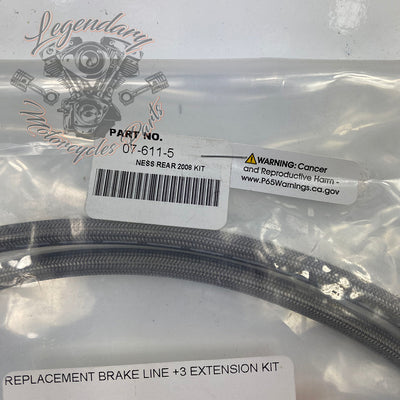 Legendary
Motorcycles Parts
PART NO.
07-611-5
NESS REAR 2008 KIT
WARNING: Cancer
and Reproductive Harm -
www.P65Warnings.ca.gov
REPLACEMENT BRAKE LINE +3 EXTENSION KIT